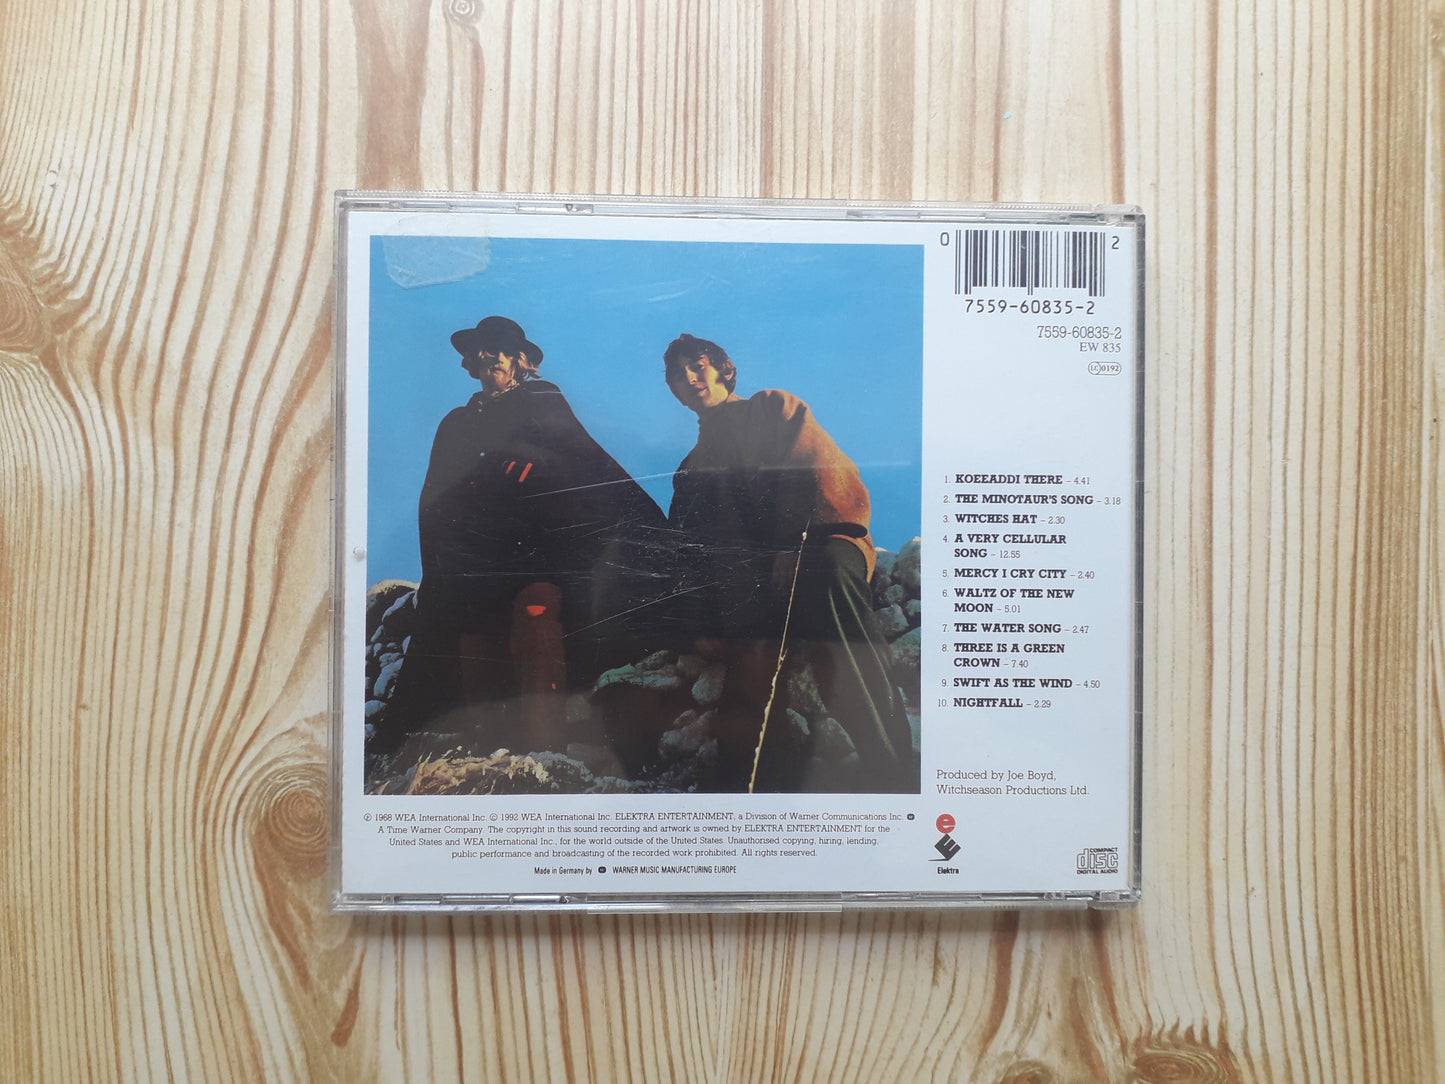 0 2
7559-60835-2
7559-60835-2
EW 835
LC 0192
1. KOEEADDI THERE – 4.41
2. THE MINOTAUR'S SONG – 3.18
3. WITCHES HAT – 2.30
4. A VERY CELLULAR
SONG – 12.55
5. MERCY I CRY CITY – 2.40
6. WALTZ OF THE NEW
MOON – 5.01
7. THE WATER SONG – 2.47
8. THREE IS A GREEN
CROWN – 7.40
9. SWIFT AS THE WIND – 4.50
10. NIGHTFALL – 2.29
Produced by Joe Boyd,
Witchseason Productions Ltd.
℗ 1968 WEA International Inc. © 1992 WEA International Inc. ELEKTRA ENTERTAINMENT, a Division of Warner Communications Inc.
A Time Warner Company. The copyright in this sound recording and artwork is owned by ELEKTRA ENTERTAINMENT for the
United States and WEA International Inc., for the world outside of the United States. Unauthorised copying, hiring, lending,
public performance and broadcasting of the recorded work prohibited. All rights reserved.
Made in Germany by WARNER MUSIC MANUFACTURING EUROPE
e
Elektra
COMPACT
disc
DIGITAL AUDIO